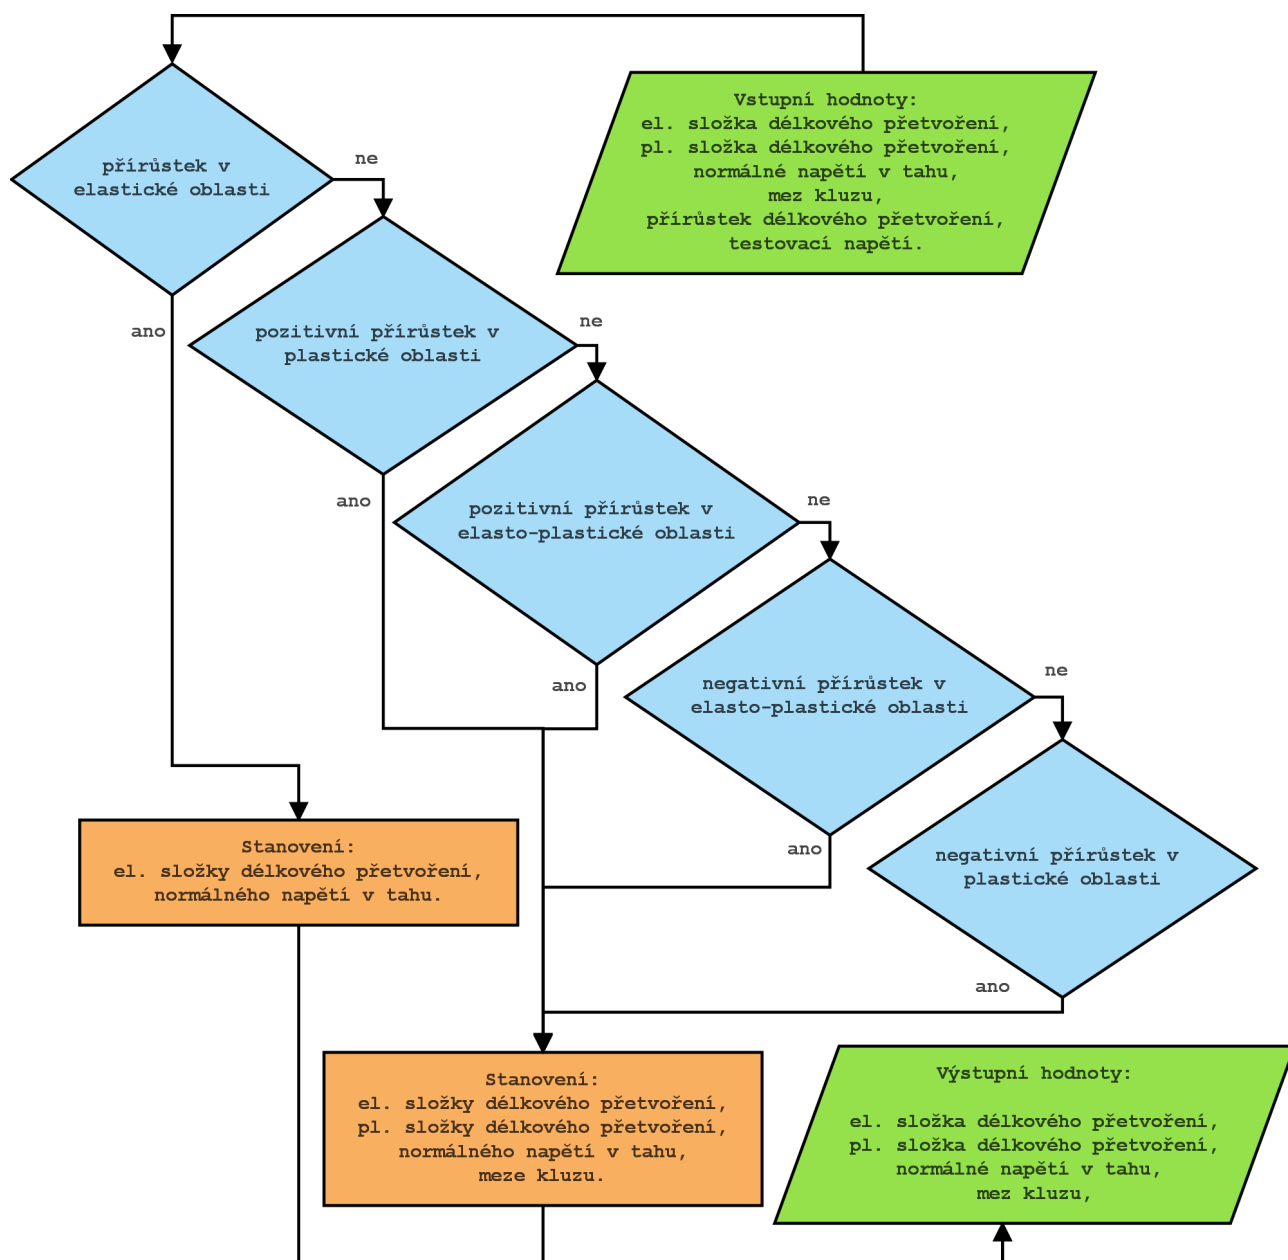 Vstupní hodnoty:
el. složka délkového přetvoření,
pl. složka délkového přetvoření,
normálné napětí v tahu,
mez kluzu,
přírůstek délkového přetvoření,
testovací napětí.
přírůstek v
elastické oblasti
ne
ano
pozitivní přírůstek v
plastické oblasti
ne
ano
pozitivní přírůstek v
elasto-plastické oblasti
ne
ano
negativní přírůstek v
elasto-plastické oblasti
ne
ano
negativní přírůstek v
plastické oblasti
ano
Stanovení:
el. složky délkového přetvoření,
normálného napětí v tahu.
Stanovení:
el. složky délkového přetvoření,
pl. složky délkového přetvoření,
normálného napětí v tahu,
meze kluzu.
Výstupní hodnoty:
el. složka délkového přetvoření,
pl. složka délkového přetvoření,
normálné napětí v tahu,
mez kluzu,